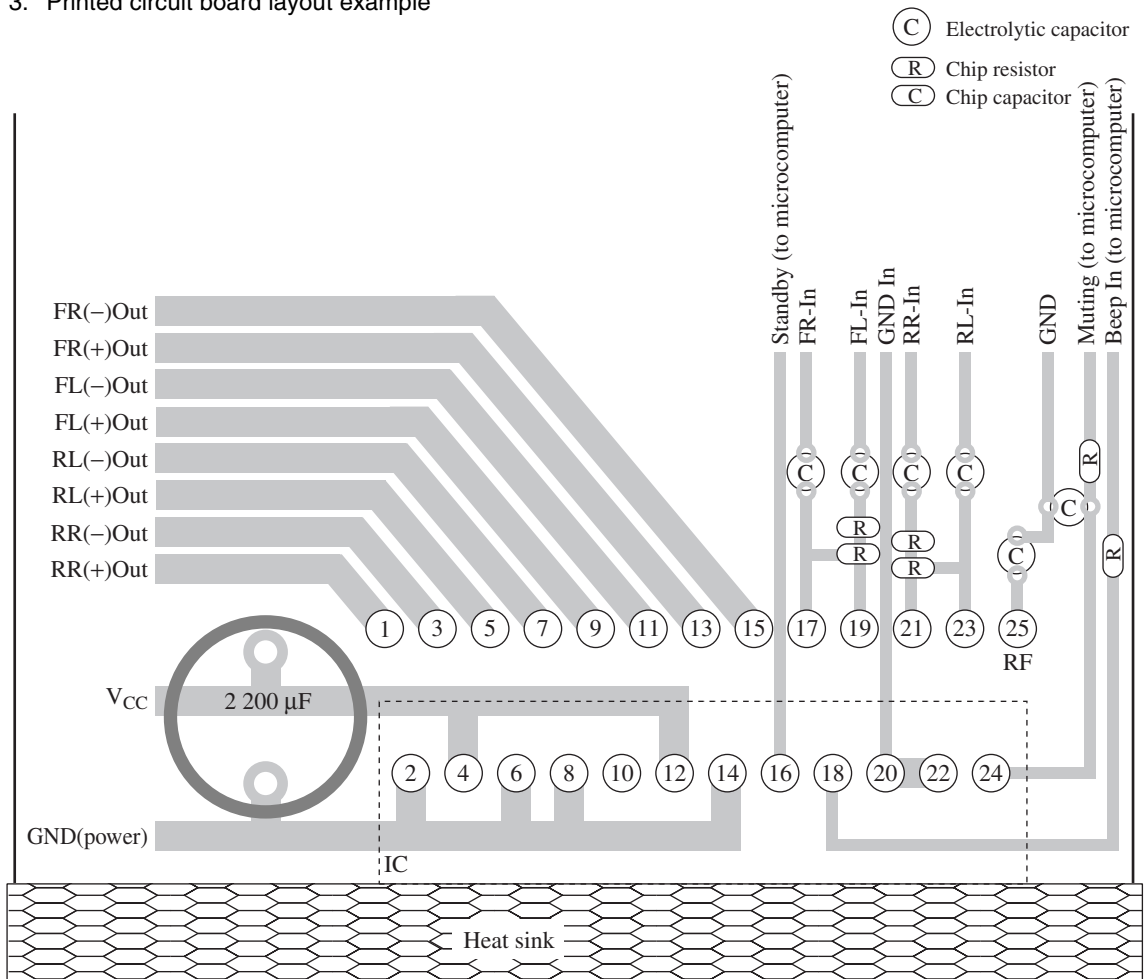 3. Printed circuit board layout example
C Electrolytic capacitor
R Chip resistor
C Chip capacitor
Standby (to microcomputer)
FR-In
FL-In
GND In
RR-In
RL-In
GND
Muting (to microcomputer)
Beep In (to microcomputer)
FR(−)Out
FR(+)Out
FL(−)Out
FL(+)Out
RL(−)Out
RL(+)Out
RR(−)Out
RR(+)Out
C C C C R
C
R R
R R
C R
1 3 5 7 9 11 13 15 17 19 21 23 25
RF
VCC 2 200 μF
2 4 6 8 10 12 14 16 18 20 22 24
GND(power)
IC
Heat sink